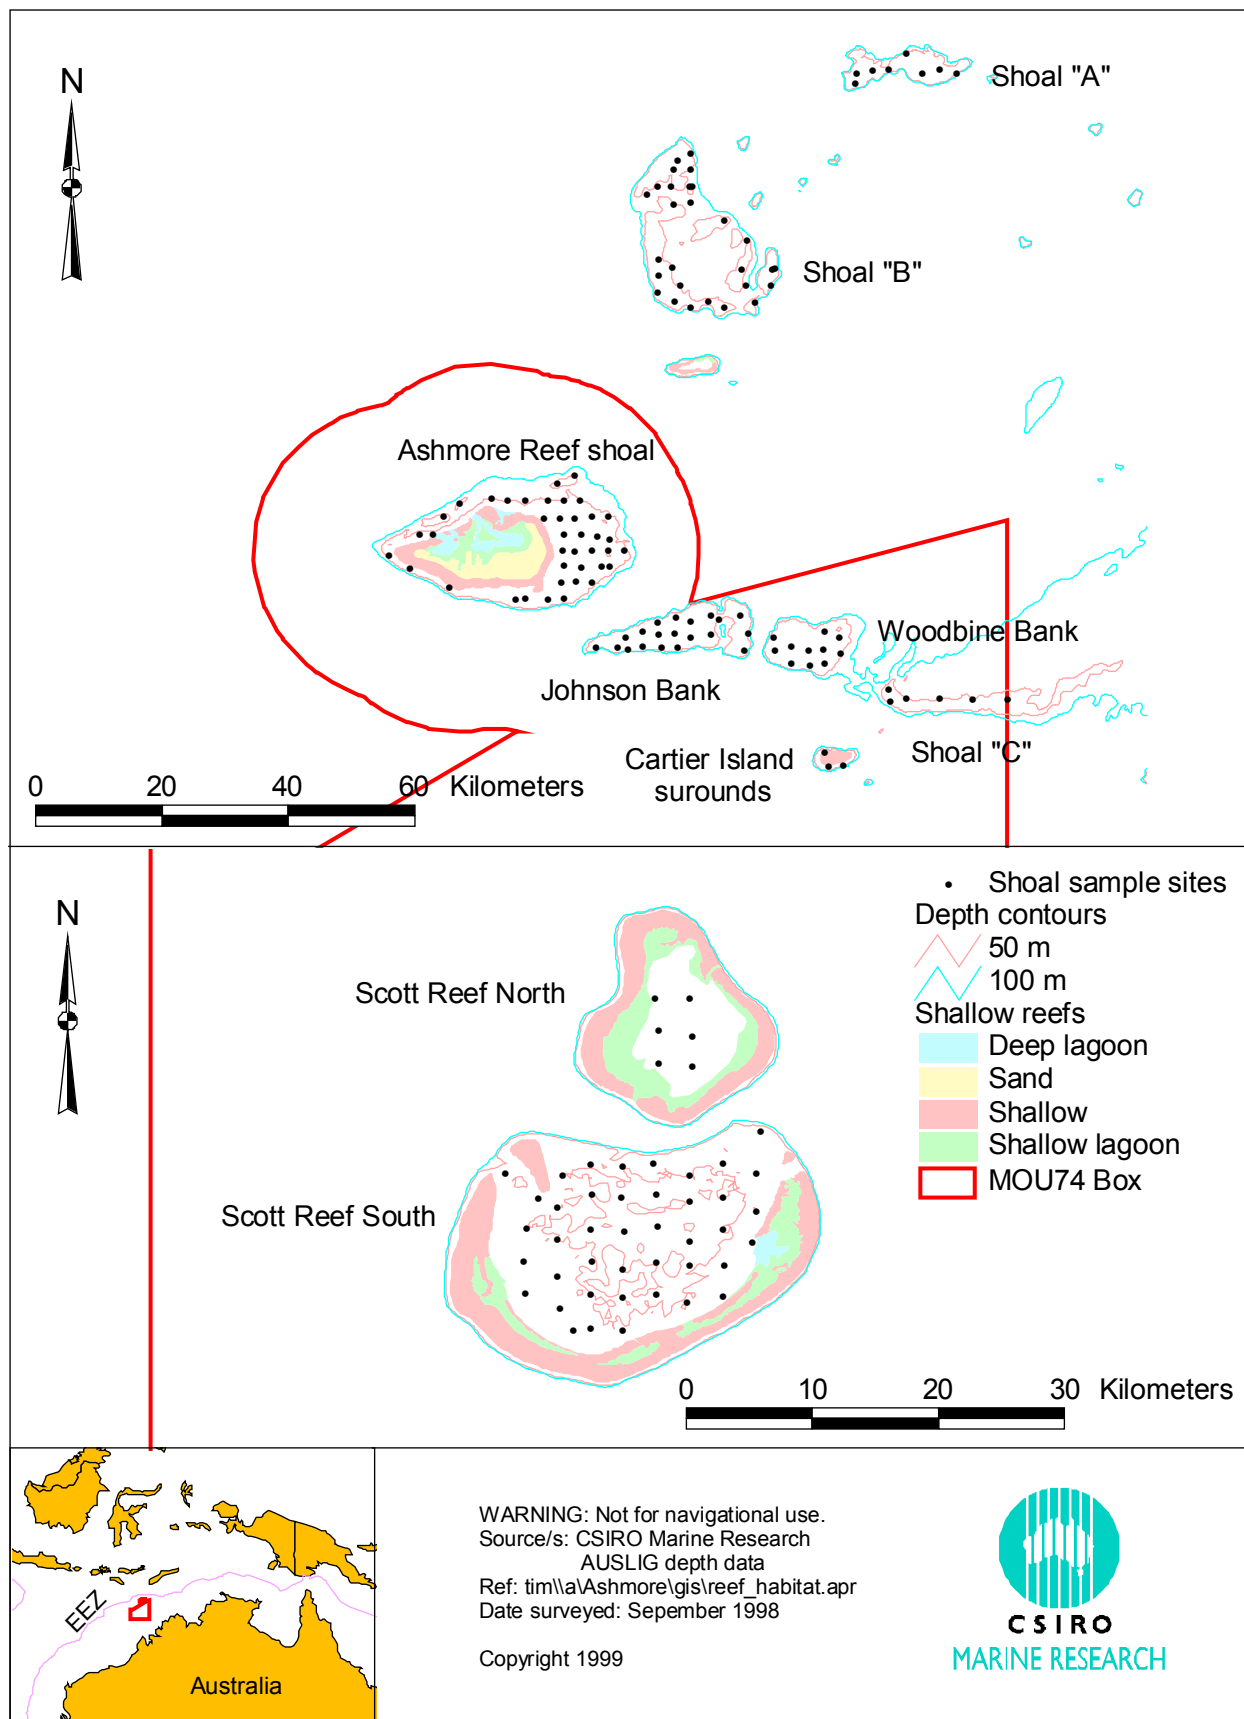 N
Shoal "A"
Shoal "B"
Ashmore Reef shoal
Woodbine Bank
Johnson Bank
Shoal "C"
Cartier Island
surounds
0 20 40 60 Kilometers
N
Shoal sample sites
Depth contours
50 m
100 m
Shallow reefs
Deep lagoon
Sand
Shallow
Shallow lagoon
MOU74 Box
Scott Reef North
Scott Reef South
0 10 20 30 Kilometers
EEZ
Australia
WARNING: Not for navigational use.
Source/s: CSIRO Marine Research
AUSLIG depth data
Ref: tim\\a\Ashmore\gis\reef_habitat.apr
Date surveyed: Sepember 1998
Copyright 1999
CSIRO
MARINE RESEARCH